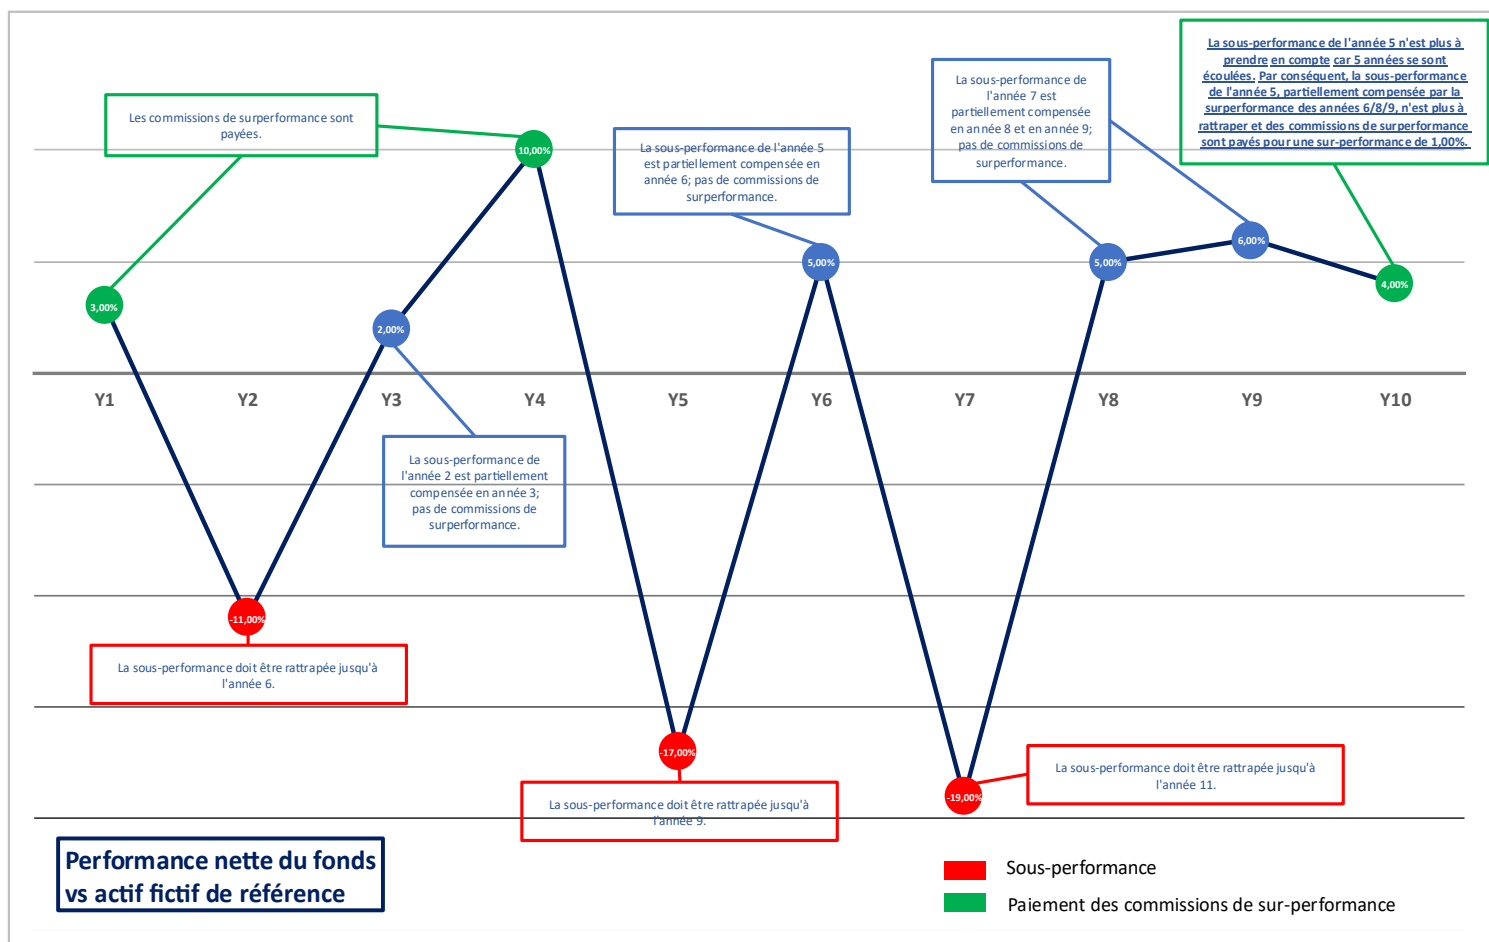 La sous-performance de l'année 5 n'est plus à
prendre en compte car 5 années se sont
écoulées. Par conséquent, la sous-performance
de l'année 5, partiellement compensée par la
surperformance des années 6/8/9, n'est plus à
rattraper et des commissions de surperformance
sont payés pour une sur-performance de 1,00%.
La sous-performance de
l'année 7 est
partiellement compensée
en année 8 et en année 9;
pas de commissions de
surperformance.
Les commissions de surperformance sont
payées.
La sous-performance de l'année 5
est partiellement compensée en
année 6; pas de commissions de
surperformance.
3,00%
-11,00%
2,00%
10,00%
-17,00%
5,00%
-19,00%
5,00%
6,00%
4,00%
Y1 Y2 Y3 Y4 Y5 Y6 Y7 Y8 Y9 Y10
La sous-performance de
l'année 2 est partiellement
compensée en année 3;
pas de commissions de
surperformance.
La sous-performance doit être rattrapée jusqu'à
l'année 6.
La sous-performance doit être rattrapée jusqu'à
l'année 9.
La sous-performance doit être rattrapée jusqu'à
l'année 11.
Performance nette du fonds
vs actif fictif de référence
Sous-performance
Paiement des commissions de sur-performance